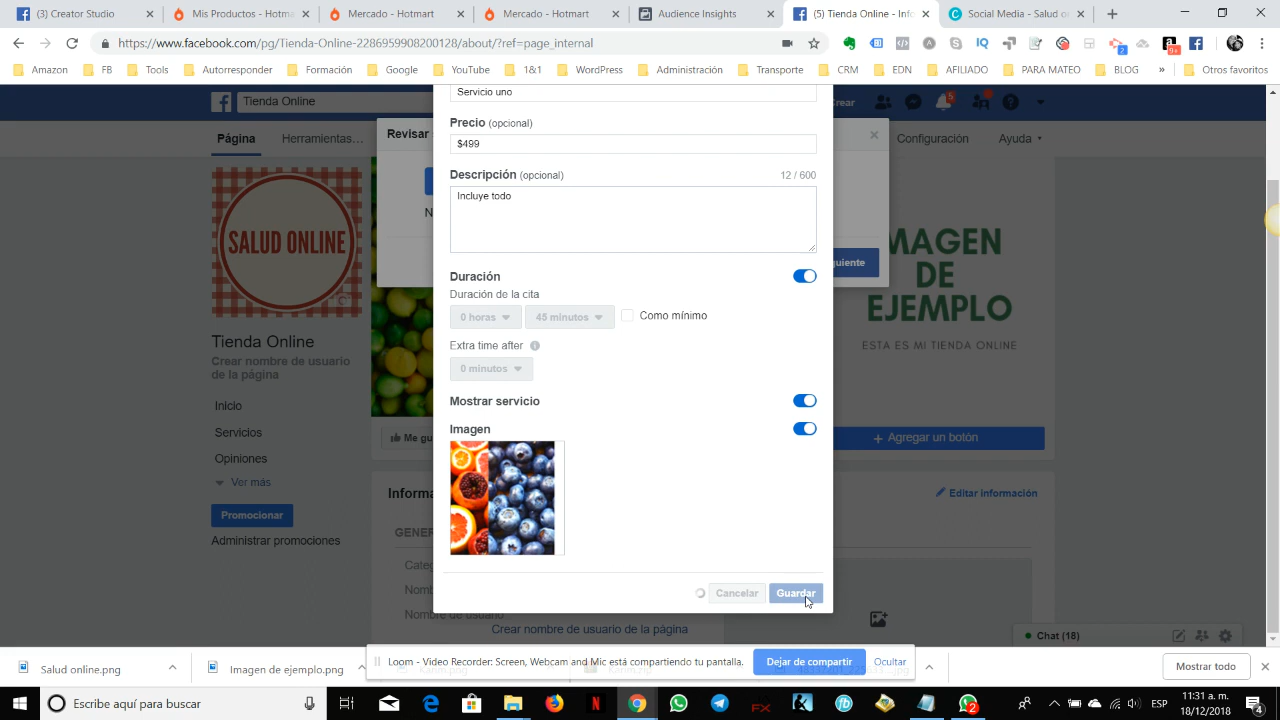 (3) Creator Studio
Mis Productos - Hotm
Mercado - Hotmart
Mercado - Hotmart
Audience Insights
(5) Tienda Online - Info
Social Media - Salud o
https://www.facebook.com/pg/Tienda-Online-2286959908200128/about/?ref=page_internal
Amazon
FB
Tools
Autorresponder
Formación
Google
YouTube
1&1
WordPress
Administración
Transporte
CRM
EDN
AFILIADO
PARA MATEO
BLOG
»
Otros favoritos
Tienda Online
Crear
5
Página
Herramientas...
Revisar
Configuración
Ayuda
Servicio uno
Precio (opcional)
$499
Descripción (opcional)
12 / 600
Incluye todo
Duración
Duración de la cita
0 horas
45 minutos
Como mínimo
Extra time after
0 minutos
Mostrar servicio
Imagen
Cancelar
Guardar
SALUD ONLINE
Tienda Online
Crear nombre de usuario
de la página
Inicio
Servicios
Opiniones
Ver más
Promocionar
Administrar promociones
Me gu
Informa
GENER
Categ
Nomb
Nombre de usuario
Crear nombre de usuario de la página
guiente
MAGEN
DE
EJEMPLO
ESTA ES MI TIENDA ONLINE
+ Agregar un botón
Editar información
Chat (18)
Salud online.png
Imagen de ejemplo.png
Loom - Video Recorder: Screen, Webcam and Mic está compartiendo tu pantalla.
Dejar de compartir
Ocultar
Mostrar todo
Escribe aquí para buscar
ESP
11:31 a. m.
18/12/2018